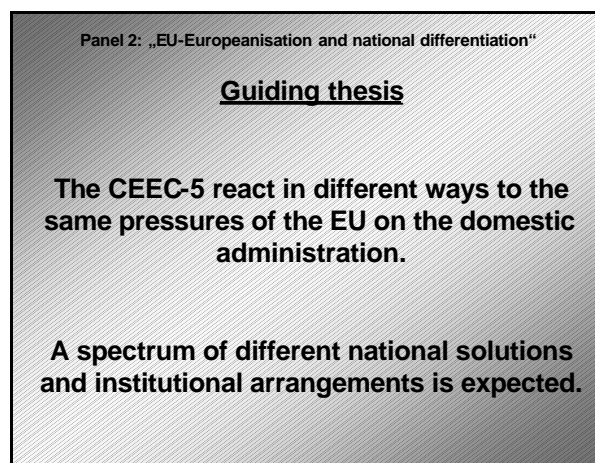 Panel 2: „EU-Europeanisation and national differentiation“
Guiding thesis
The CEEC-5 react in different ways to the
same pressures of the EU on the domestic
administration.
A spectrum of different national solutions
and institutional arrangements is expected.